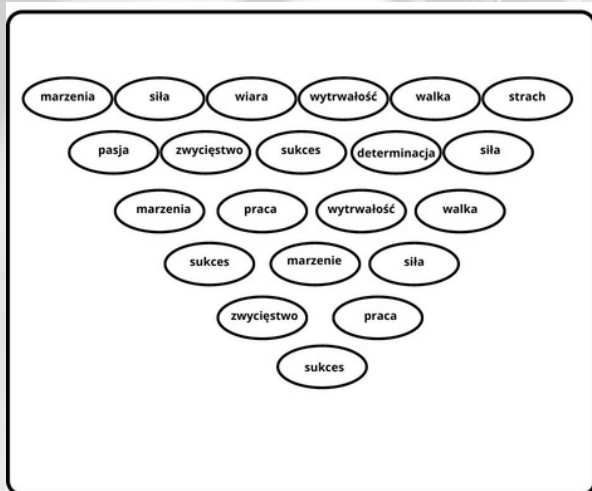 marzenia siła wiara wytrwałość walka strach
pasja zwycięstwo sukces determinacja siła
marzenia praca wytrwałość walka
sukces marzenie siła
zwycięstwo praca
sukces